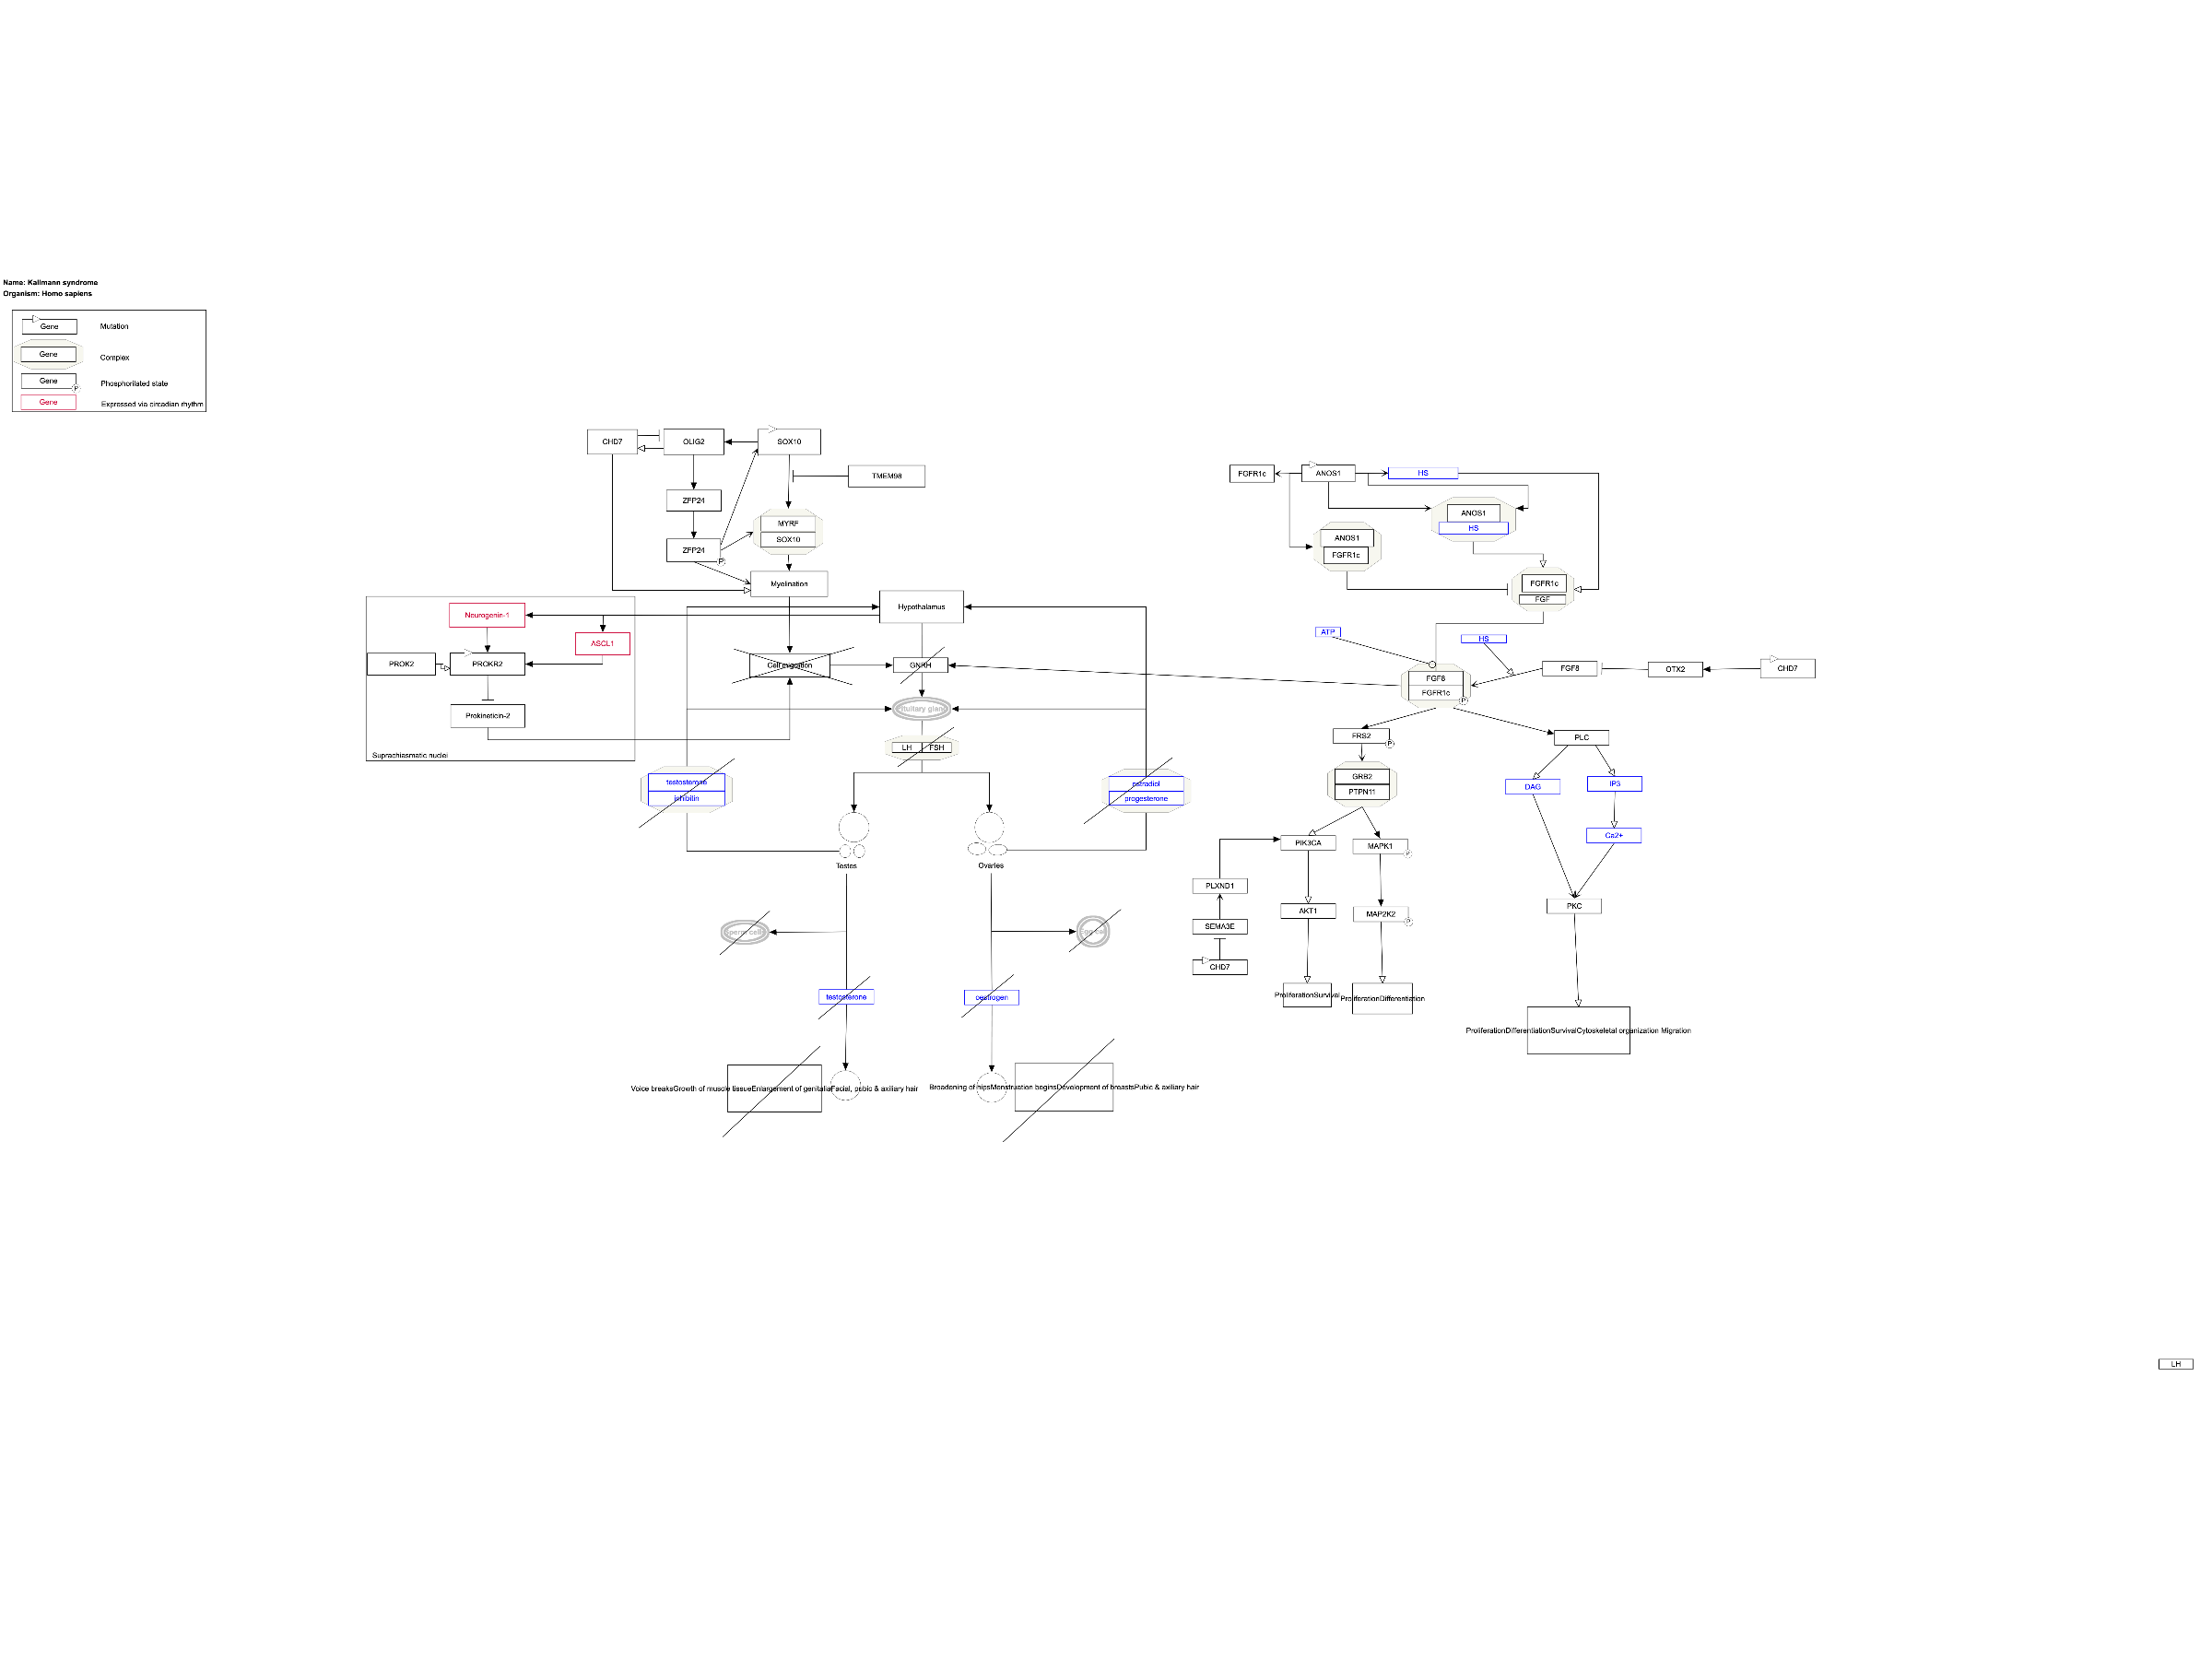 Name: Kallmann syndrome
Organism: Homo sapiens
Gene
Mutation
Gene
Complex
Gene
P
Phosphorilated state
Gene
Expressed via circadian rhythm
CHD7
OLIG2
SOX10
TMEM98
ZFP24
MYRF
SOX10
ZFP24
P
Myelination
FGFR1c
ANOS1
HS
ANOS1
HS
ANOS1
FGFR1c
FGFR1c
FGF
Neurogenin-1
ASCL1
PROK2
PROKR2
Prokineticin-2
Suprachiasmatic nuclei
Hypothalamus
Cell migration
GNRH
Pituitary gland
LH
FSH
testosterone
inhibitin
estradiol
progesterone
Testes
Ovaries
Sperm cells
Egg cell
testosterone
oestrogen
Voice breaksGrowth of muscle tissueEnlargement of genitaliaFacial, pubic & axiliary hair
Broadening of hipsMenstruation beginsDevelopment of breastsPubic & axiliary hair
ATP
HS
FGF8
OTX2
CHD7
FGF8
FGFR1c
P
FRS2
P
PLC
GRB2
PTPN11
DAG
IP3
Ca2+
PIK3CA
MAPK1
P
PLXND1
AKT1
MAP2K2
P
PKC
SEMA3E
CHD7
ProliferationSurvival
ProliferationDifferentiation
ProliferationDifferentiationSurvivalCytoskeletal organization Migration
LH